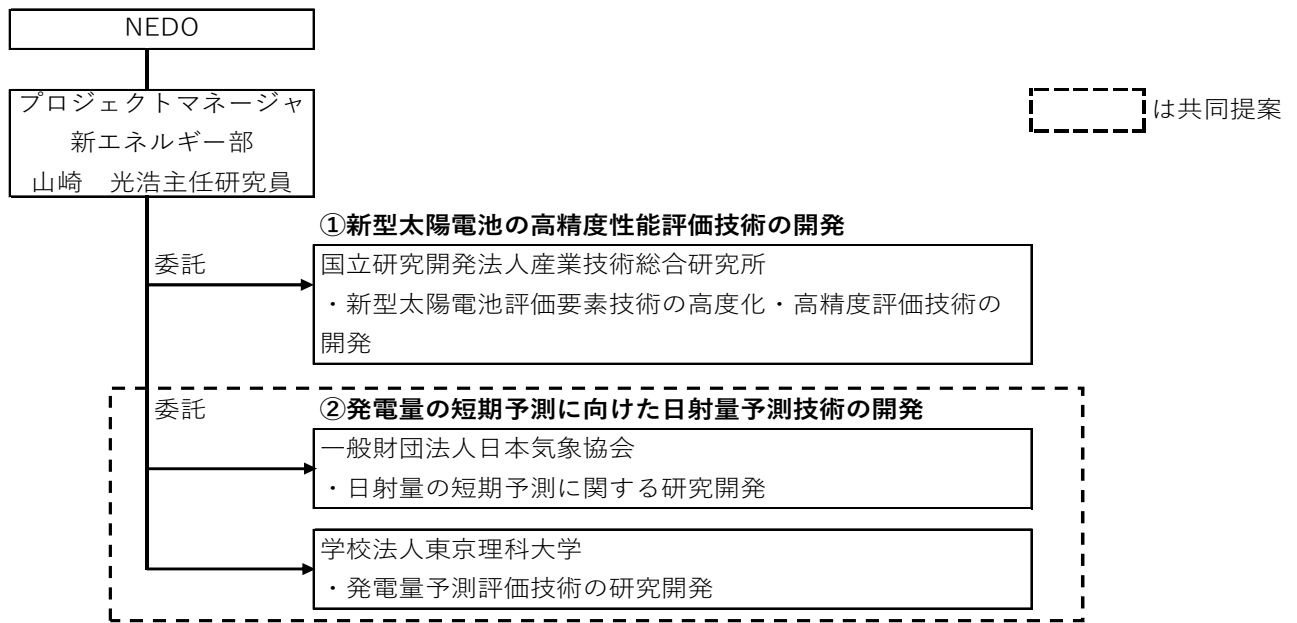 NEDO
プロジェクトマネージャ
新エネルギー部
山崎　光浩主任研究員
は共同提案
①新型太陽電池の高精度性能評価技術の開発
委託
国立研究開発法人産業技術総合研究所
・新型太陽電池評価要素技術の高度化・高精度評価技術の
開発
委託
②発電量の短期予測に向けた日射量予測技術の開発
一般財団法人日本気象協会
・日射量の短期予測に関する研究開発
学校法人東京理科大学
・発電量予測評価技術の研究開発